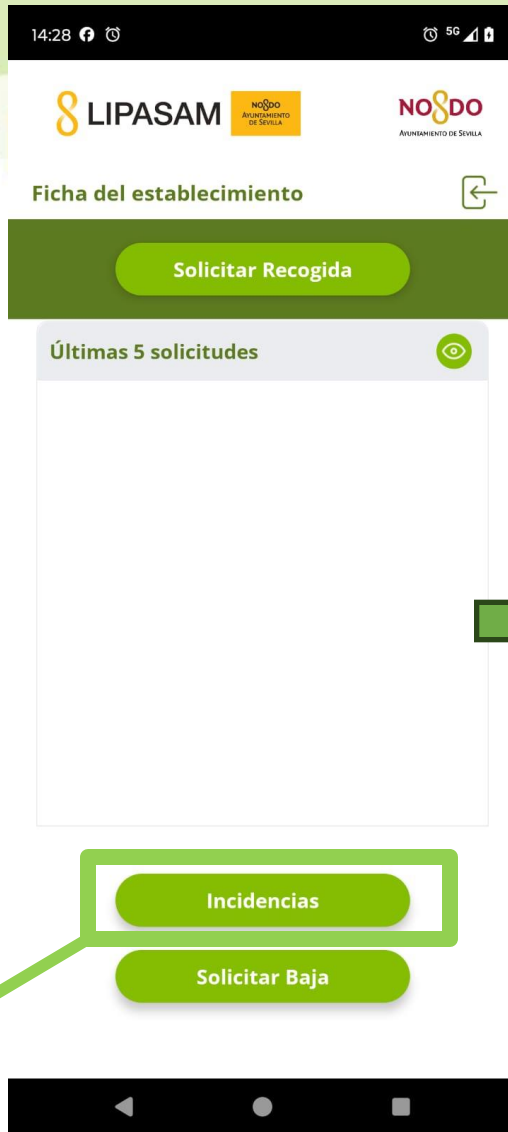 14:28 5G
LIPASAM NO8DO
AYUNTAMIENTO
DE SEVILLA
NO8DO
AYUNTAMIENTO DE SEVILLA
Ficha del establecimiento
Solicitar Recogida
Últimas 5 solicitudes
Incidencias
Solicitar Baja